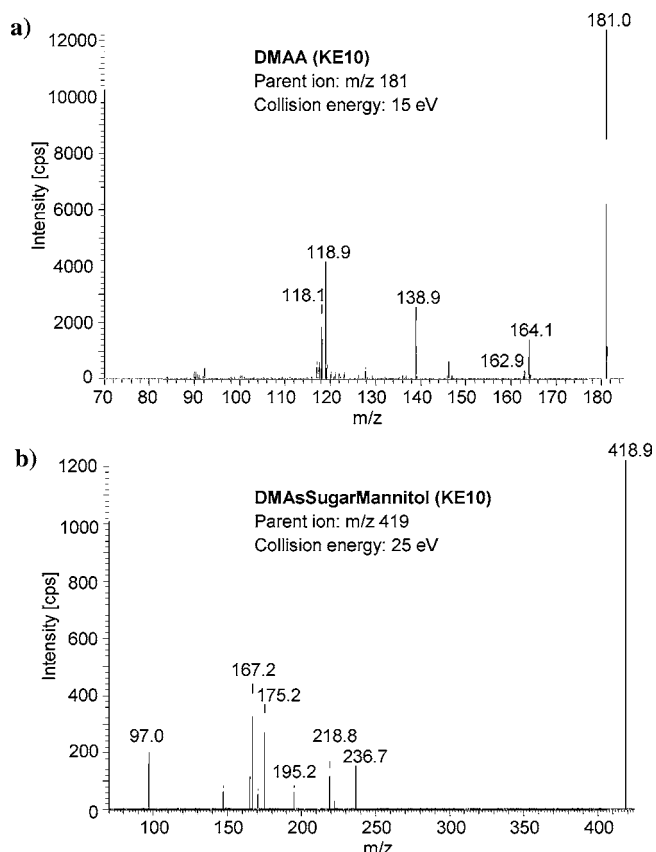 a)
DMAA (KE10)
Parent ion: m/z 181
Collision energy: 15 eV
181.0
118.9
118.1
138.9
164.1
162.9
Intensity [cps]
12000
10000
8000
6000
4000
2000
0
70 80 90 100 110 120 130 140 150 160 170 180
m/z
b)
DMAsSugarMannitol (KE10)
Parent ion: m/z 419
Collision energy: 25 eV
418.9
167.2
175.2
97.0
195.2
218.8
236.7
Intensity [cps]
1200
1000
800
600
400
200
0
100 150 200 250 300 350 400
m/z